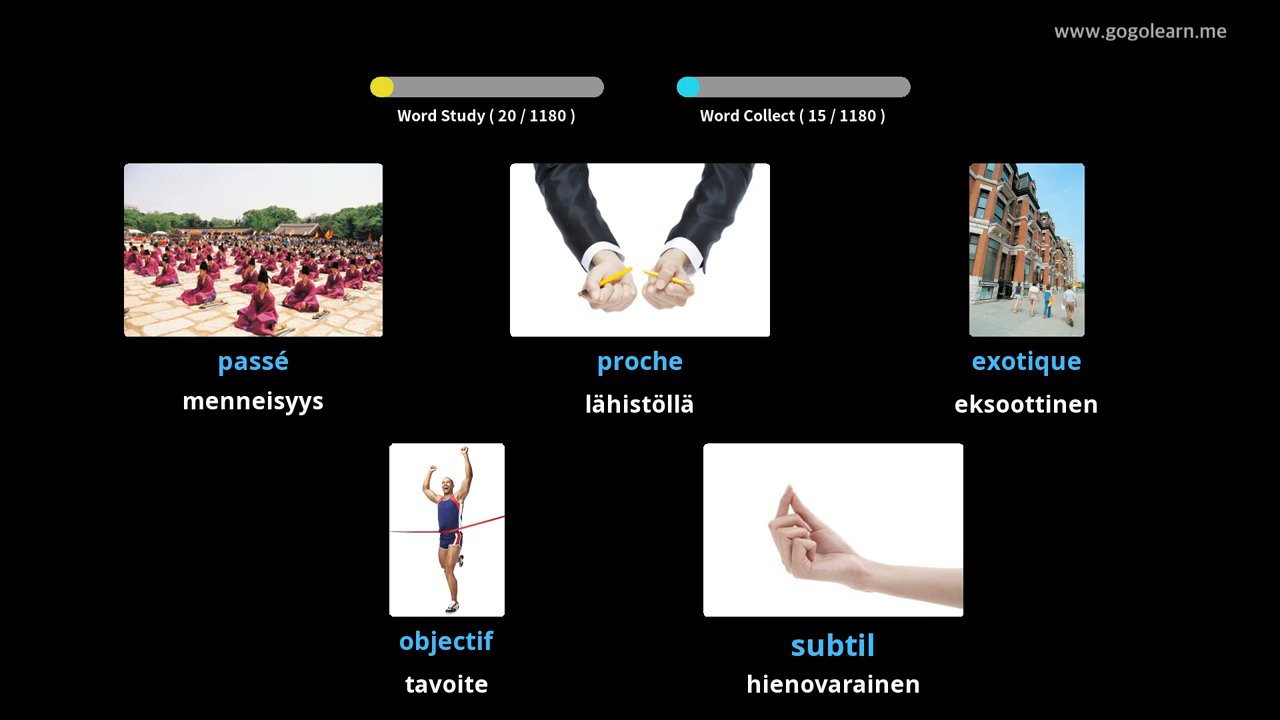 www.gogolearn.me
Word Study ( 20 / 1180 )
Word Collect ( 15 / 1180 )
passé
menneisyys
proche
lähistöllä
exotique
eksoottinen
objectif
tavoite
subtil
hienovarainen